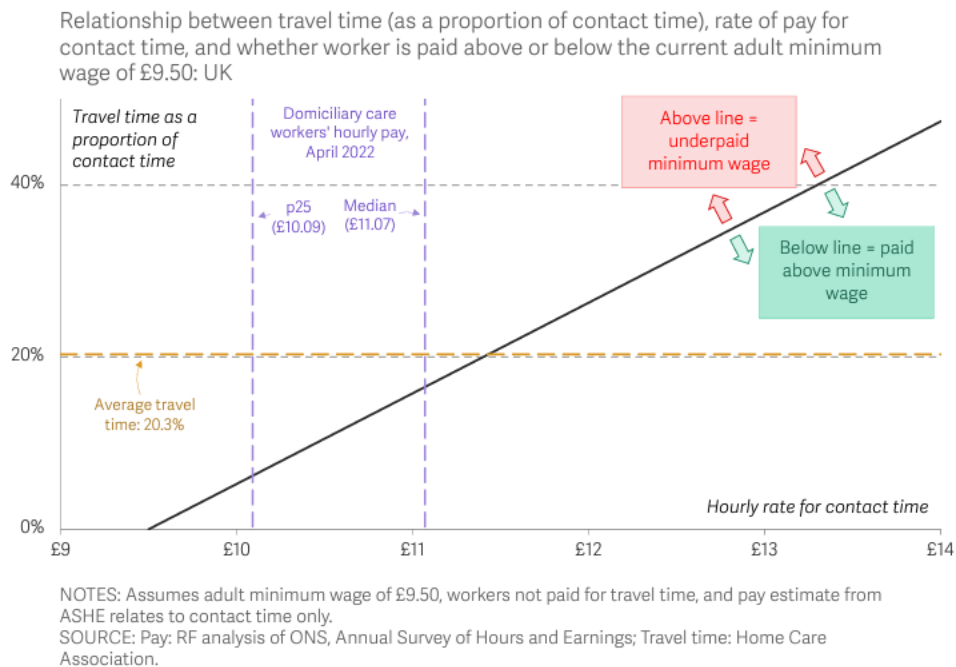 Relationship between travel time (as a proportion of contact time), rate of pay for
contact time, and whether worker is paid above or below the current adult minimum
wage of £9.50: UK
Travel time as a
proportion of
contact time
Domiciliary care
workers' hourly pay,
April 2022
Above line =
underpaid
minimum wage
40%
p25
(£10.09)
Median
(£11.07)
Below line = paid
above minimum
wage
20%
Average travel
time: 20.3%
Hourly rate for contact time
0%
£9
£10
£11
£12
£13
£14
NOTES: Assumes adult minimum wage of £9.50, workers not paid for travel time, and pay estimate from
ASHE relates to contact time only.
SOURCE: Pay: RF analysis of ONS, Annual Survey of Hours and Earnings; Travel time: Home Care
Association.